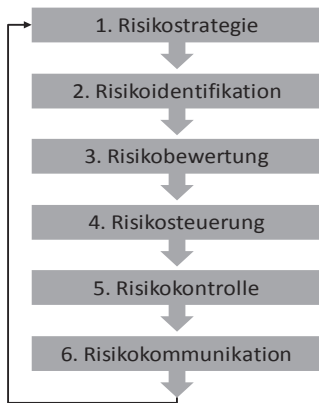 1. Risikostrategie
2. Risikoidentifikation
3. Risikobewertung
4. Risikosteuerung
5. Risikokontrolle
6. Risikokommunikation